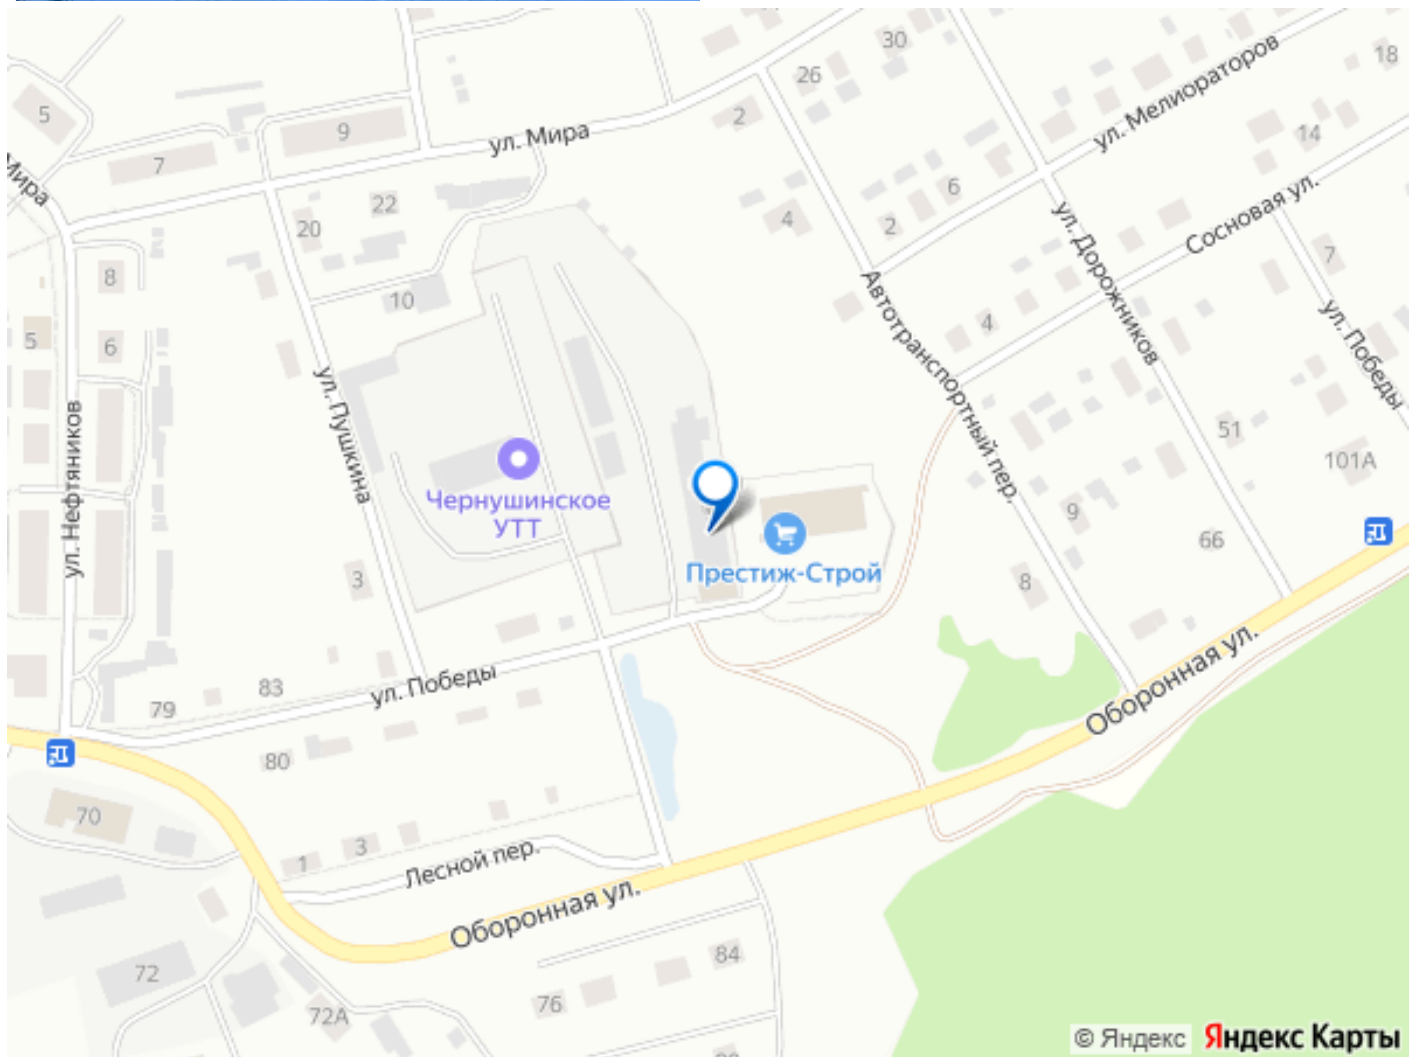 30
18
26
ул. Мелиораторов
5
2
9
ул. Мира
14
7
Мира
6
22
20
4
2
Сосновая ул.
ул. Дорожников
7
8
10
Автотранспортный пер.
4
5
6
ул. Победы
ул. Пушкина
ул. Нефтяников
51
101А
Чернушинское
УТТ
9
66
Престиж-Строй
3
8
Оборонная ул.
83
ул. Победы
79
80
70
3
1
Лесной пер.
Оборонная ул.
84
72
76
72А
© Яндекс Яндекс Карты